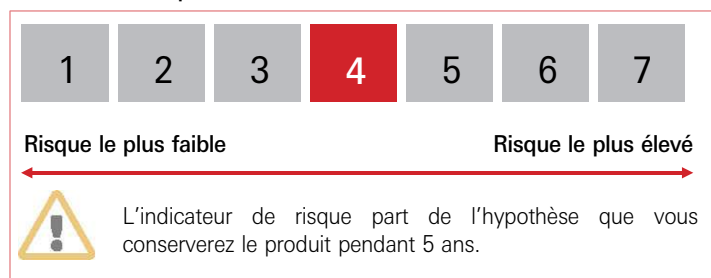 1 2 3 4 5 6 7
Risque le plus faible Risque le plus élevé
L'indicateur de risque part de l'hypothèse que vous
conserverez le produit pendant 5 ans.